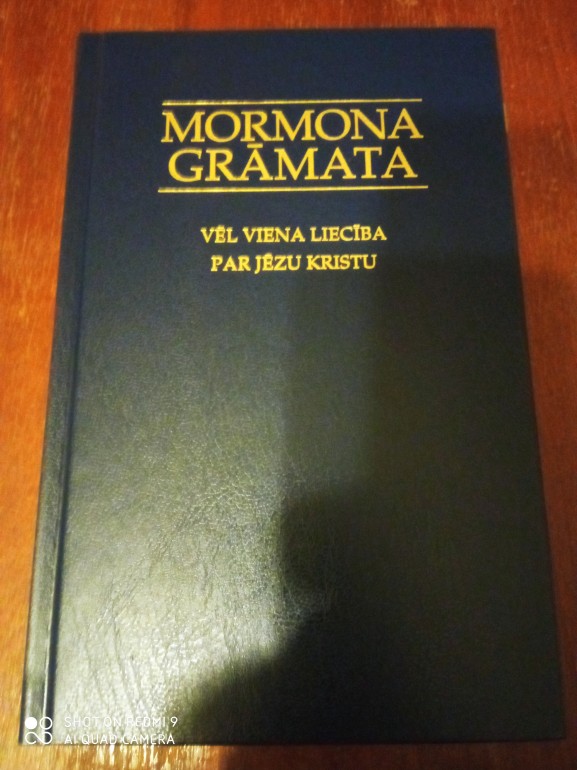 MORMONA
GRĀMATA
VĒL VIENA LIECĪBA
PAR JĒZU KRISTU
SHOT ON REDMI 9
AI QUAD CAMERA